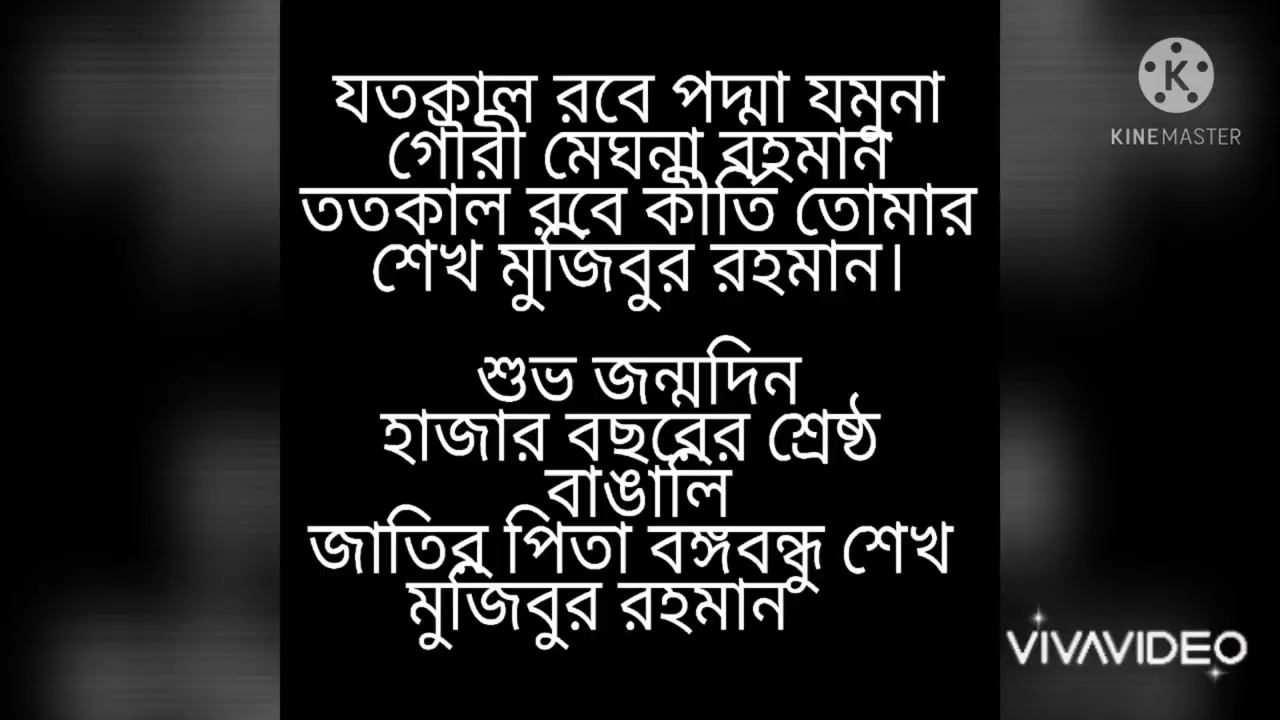 যতকাল রবে পদ্মা যমুনা
গৌরী মেঘনা বহমান
ততকাল রবে কীর্তি তোমার
শেখ মুজিবুর রহমান।
শুভ জন্মদিন
হাজার বছরের শ্রেষ্ঠ
বাঙালি
জাতির পিতা বঙ্গবন্ধু শেখ
মুজিবুর রহমান
K
KINEMASTER
VIVAVIDEO